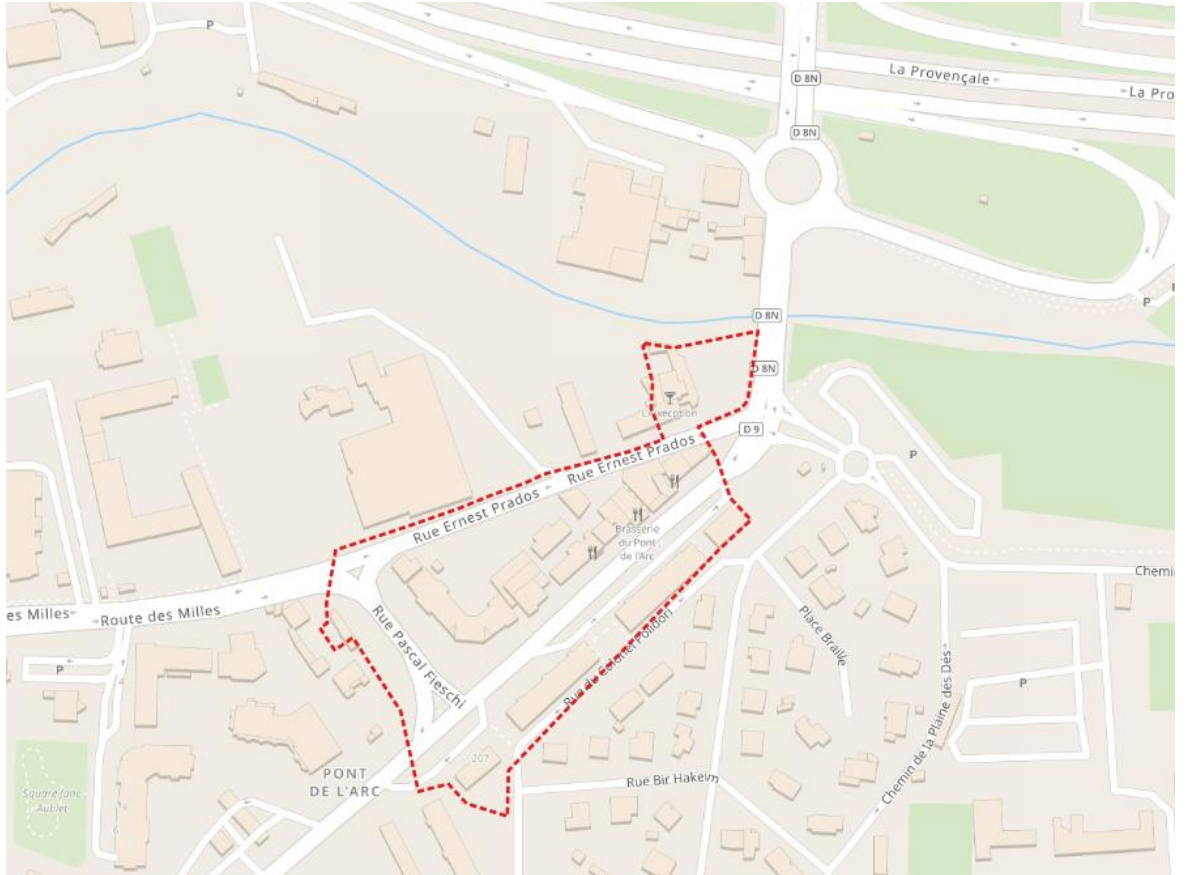 P
La Provençale
D 8N
La Pro
D 8N
P
P
D 8N
D 8N
D 9
Rue Ernest Prados
P
Rue Ernest Prados
Brasserie
du Pont
de l'Arc
Chemi
es Milles
Route des Milles
Rue Pascal Fieschi
Rue du Colonel Polidori
Place Braille
Chemin de la Plaine des Dés
P
P
207
PONT
DE L'ARC
Rue Bir Hakeim
Square
Aublet